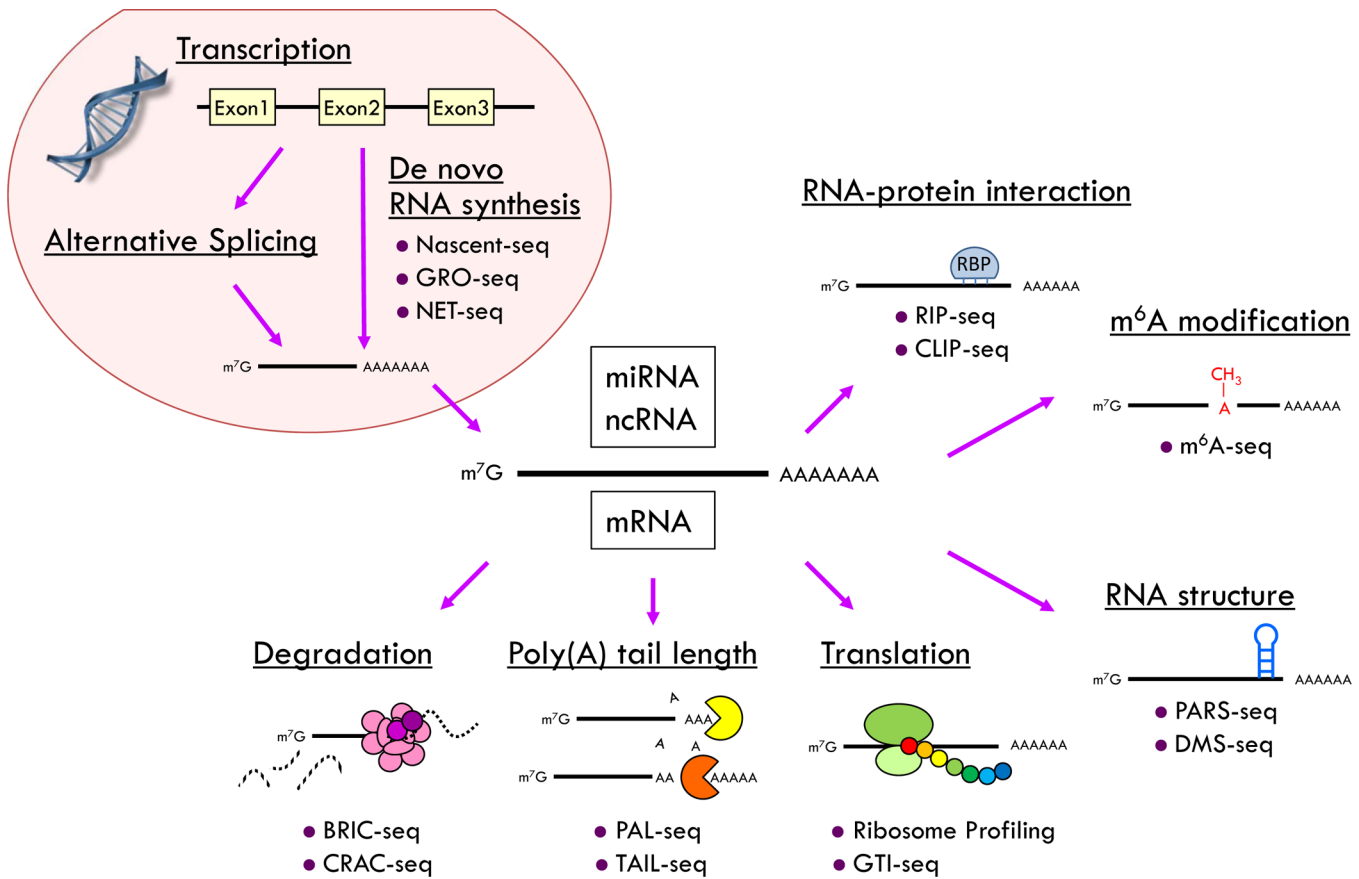 Transcription
Exon1 Exon2 Exon3
De novo
RNA synthesis
• Nascent-seq
• GRO-seq
• NET-seq
Alternative Splicing
m⁷G AAAAAAA
miRNA
ncRNA
m⁷G AAAAAAA
mRNA
RNA-protein interaction
RBP
m⁷G AAAAAA
• RIP-seq
• CLIP-seq
m⁶A modification
CH₃
m⁷G A AAAAAA
• m⁶A-seq
RNA structure
m⁷G AAAAAA
• PARS-seq
• DMS-seq
Degradation
m⁷G
• BRIC-seq
• CRAC-seq
Poly(A) tail length
A
m⁷G AAA
A A
m⁷G AA AAAAA
• PAL-seq
• TAIL-seq
Translation
m⁷G AAAAAA
• Ribosome Profiling
• GTI-seq